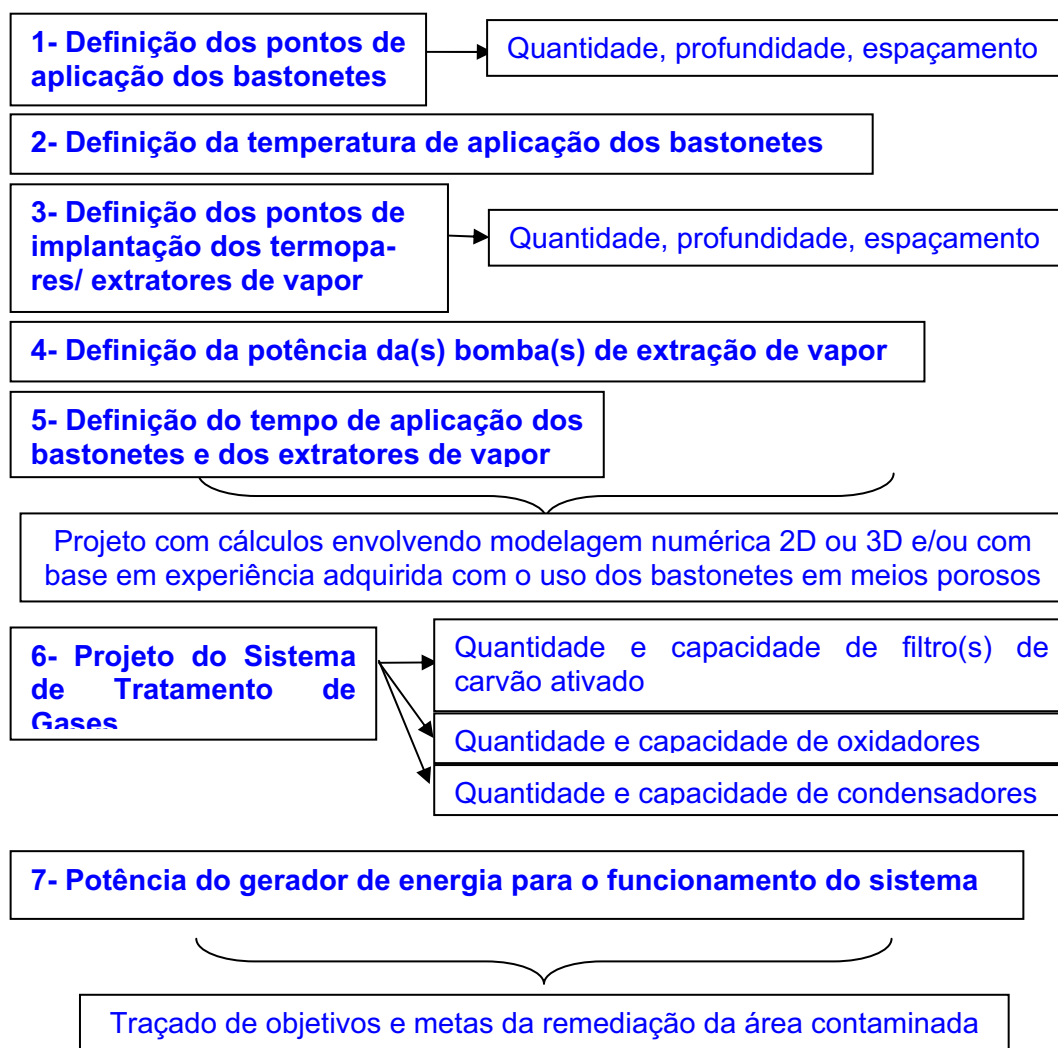 1- Definição dos pontos de
aplicação dos bastonetes
Quantidade, profundidade, espaçamento
2- Definição da temperatura de aplicação dos bastonetes
3- Definição dos pontos de
implantação dos termopa-
res/ extratores de vapor
Quantidade, profundidade, espaçamento
4- Definição da potência da(s) bomba(s) de extração de vapor
5- Definição do tempo de aplicação dos
bastonetes e dos extratores de vapor
Projeto com cálculos envolvendo modelagem numérica 2D ou 3D e/ou com
base em experiência adquirida com o uso dos bastonetes em meios porosos
6- Projeto do Sistema
de Tratamento de
Gases
Quantidade e capacidade de filtro(s) de
carvão ativado
Quantidade e capacidade de oxidadores
Quantidade e capacidade de condensadores
7- Potência do gerador de energia para o funcionamento do sistema
Traçado de objetivos e metas da remediação da área contaminada